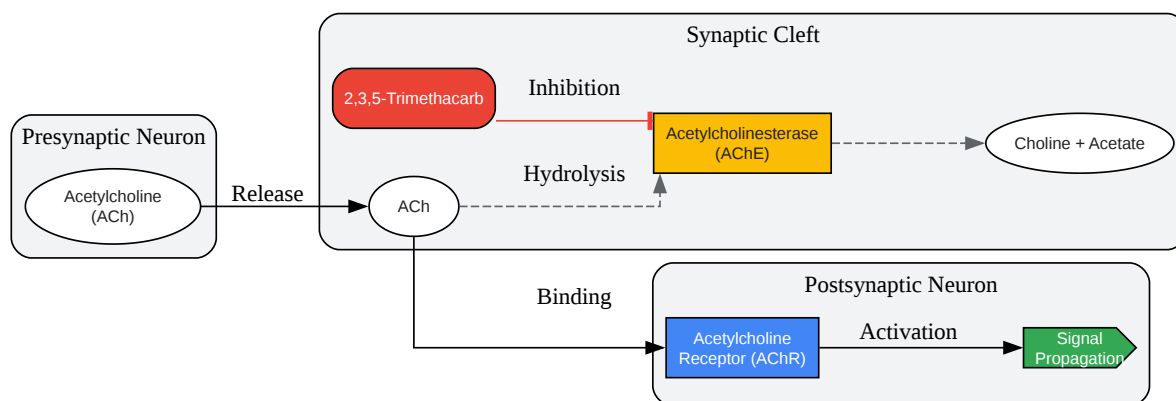 Synaptic Cleft
2,3,5-Trimethacarb
Inhibition
Presynaptic Neuron
Acetylcholinesterase
(AChE)
Choline + Acetate
Acetylcholine
(ACh)
Release
ACh
Hydrolysis
Binding
Postsynaptic Neuron
Acetylcholine
Receptor (AChR)
Activation
Signal
Propagation